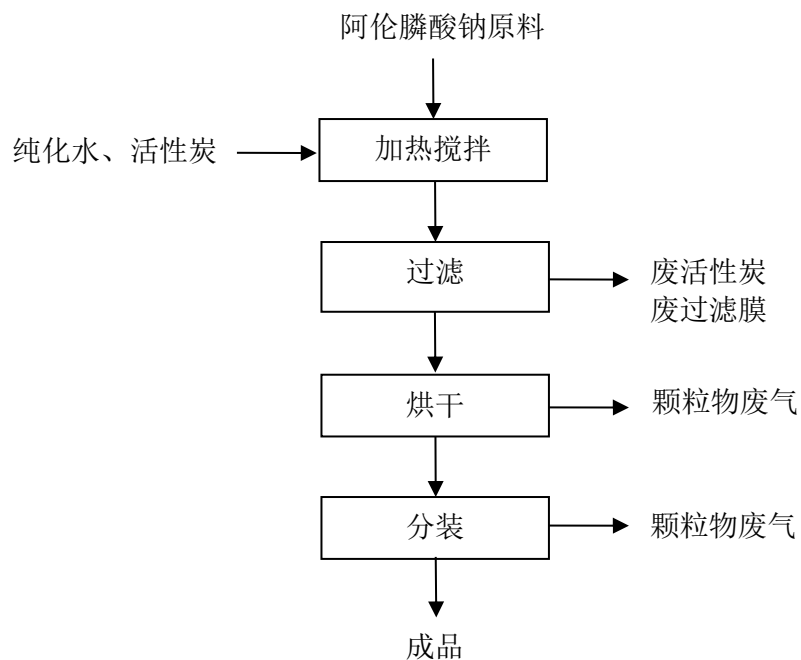 阿伦膦酸钠原料
纯化水、活性炭
加热搅拌
过滤
废活性炭
废过滤膜
烘干
颗粒物废气
分装
颗粒物废气
成品